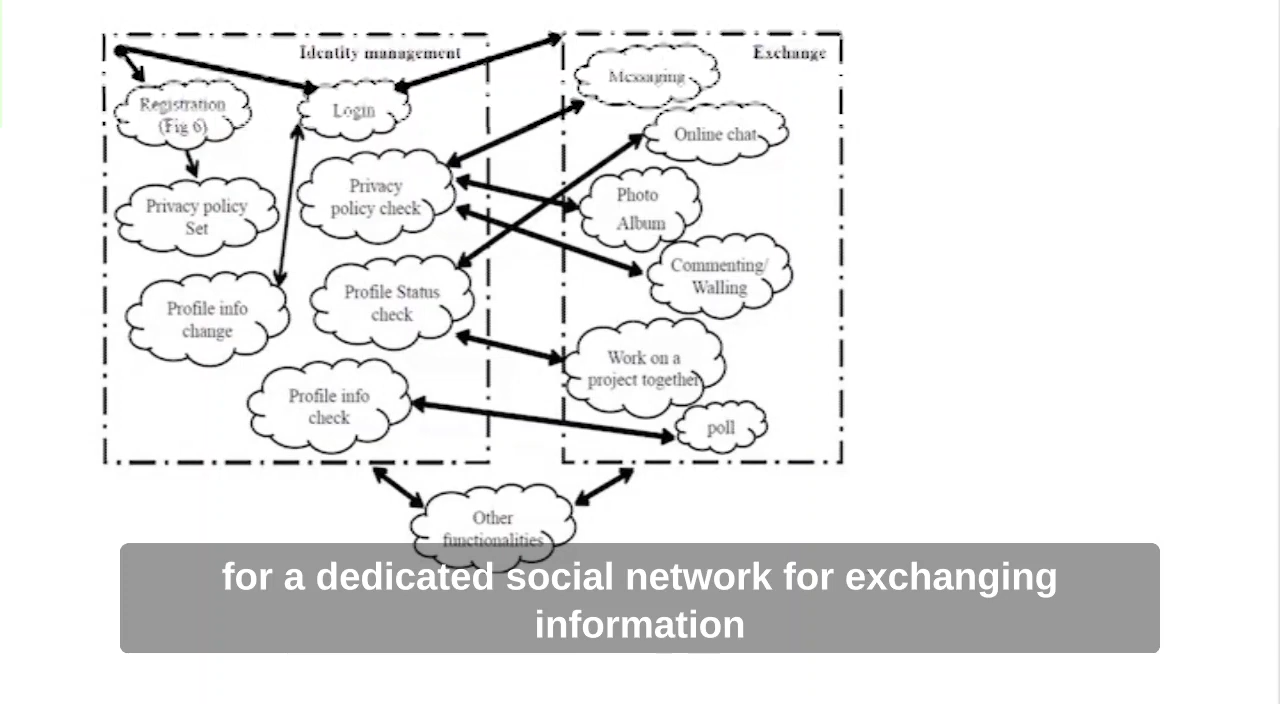 Identity management
Registration
(Fig 6)
Login
Privacy policy
Set
Privacy
policy check
Profile info
change
Profile Status
check
Profile info
check
Exchange
Messaging
Online chat
Photo
Album
Commenting/
Walling
Work on a
project together
poll
Other
functionalities
for a dedicated social network for exchanging
information